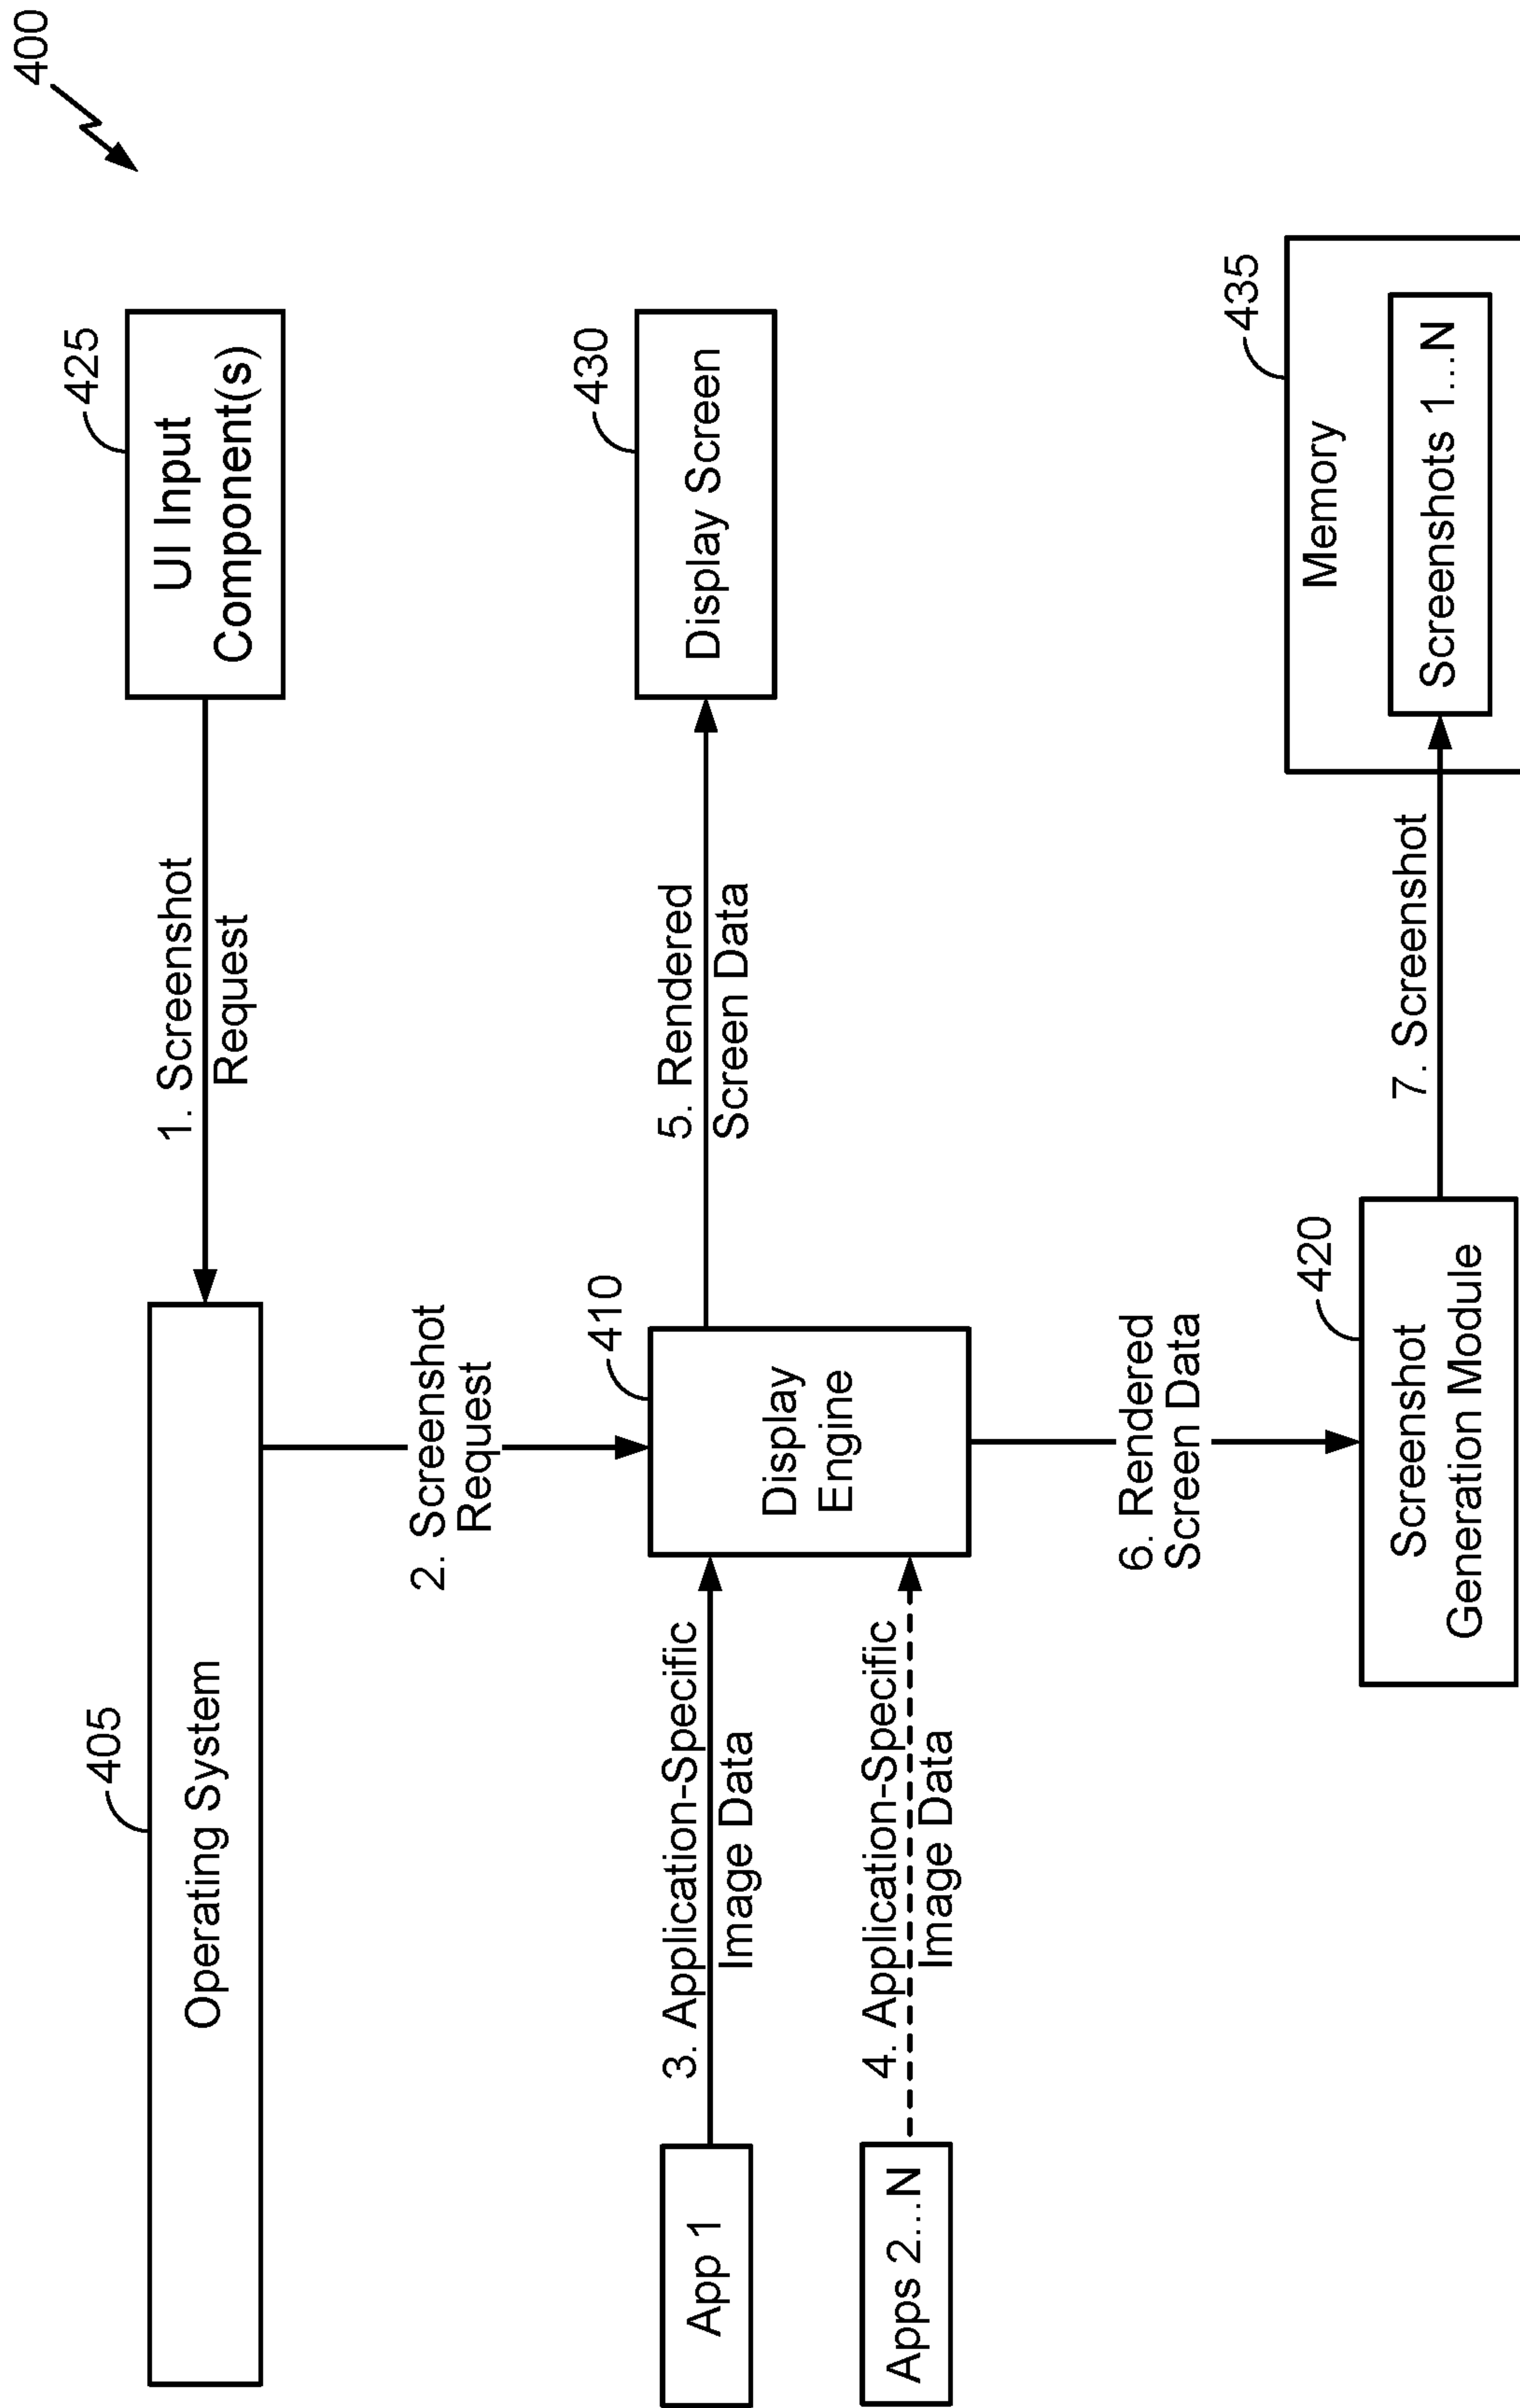 400
425
UI Input
Component(s)
1. Screenshot
Request
405
Operating System
2. Screenshot
Request
430
Display Screen
5. Rendered
Screen Data
410
Display
Engine
3. Application-Specific
Image Data
App 1
4. Application-Specific
Image Data
Apps 2...N
6. Rendered
Screen Data
435
Memory
Screenshots 1...N
7. Screenshot
420
Screenshot
Generation Module